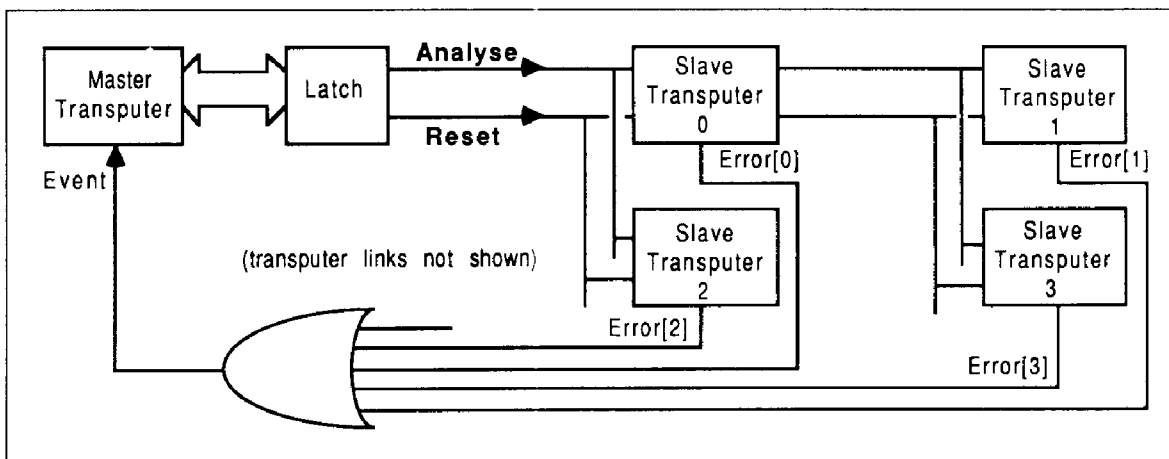 Master
Transputer
Latch
Analyse
Reset
Slave
Transputer
0
Slave
Transputer
1
Error[0]
Error[1]
Event
Slave
Transputer
2
Slave
Transputer
3
(transputer links not shown)
Error[2]
Error[3]